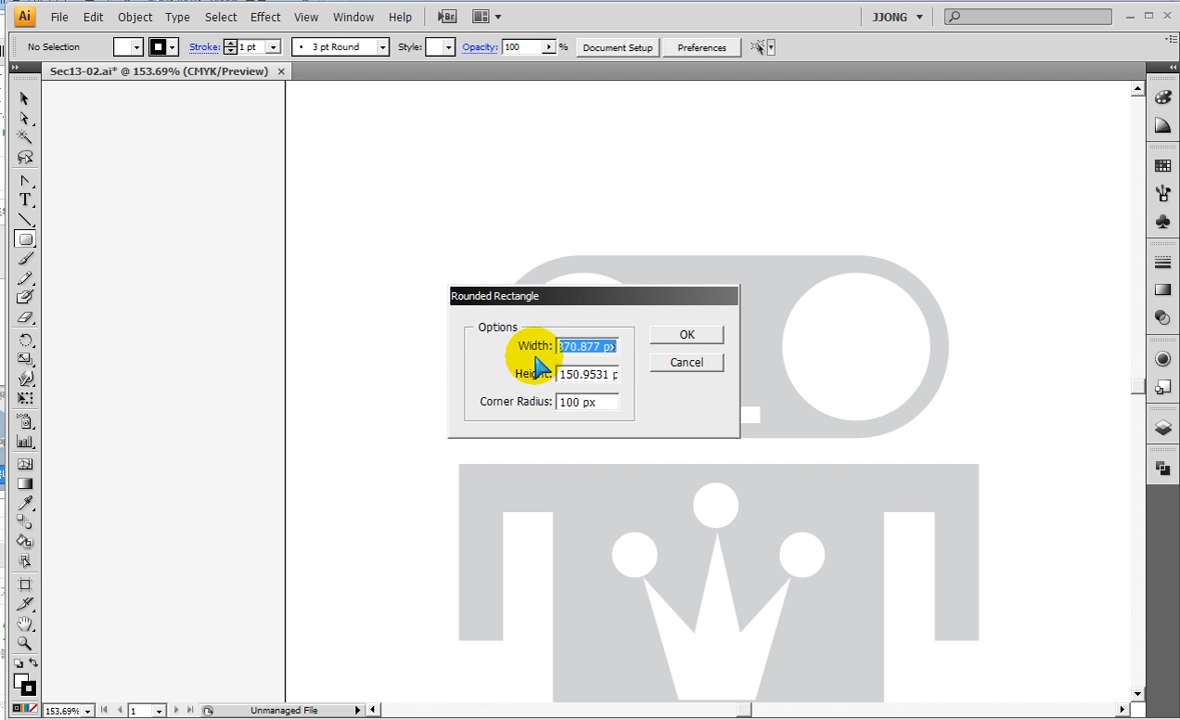 Ai File Edit Object Type Select Effect View Window Help Br JJONG
No Selection Stroke: 1 pt 3 pt Round Style: Opacity: 100 % Document Setup Preferences
Sec13-02.ai* @ 153.69% (CMYK/Preview)
Rounded Rectangle
Options
Width: 370.877 px
Height: 150.9531 p
Corner Radius: 100 px
OK
Cancel
153.69% 1 Unmanaged File